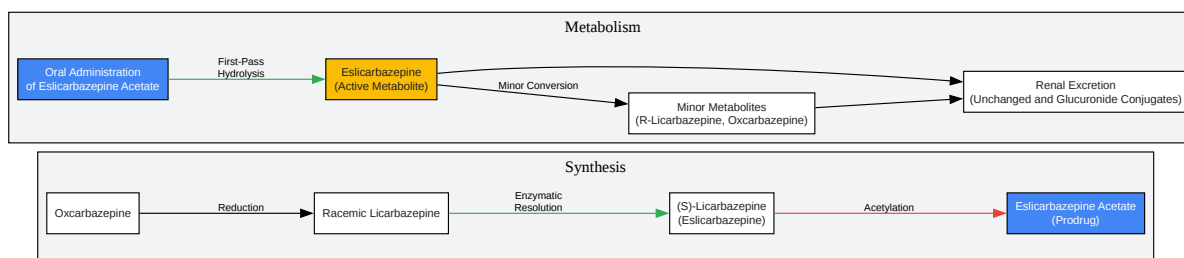 Metabolism
Oral Administration
of Eslicarbazepine Acetate
First-Pass
Hydrolysis
Eslicarbazepine
(Active Metabolite)
Minor Conversion
Minor Metabolites
(R-Licarbazepine, Oxcarbazepine)
Renal Excretion
(Unchanged and Glucuronide Conjugates)
Synthesis
Oxcarbazepine
Reduction
Racemic Licarbazepine
Enzymatic
Resolution
(S)-Licarbazepine
(Eslicarbazepine)
Acetylation
Eslicarbazepine Acetate
(Prodrug)